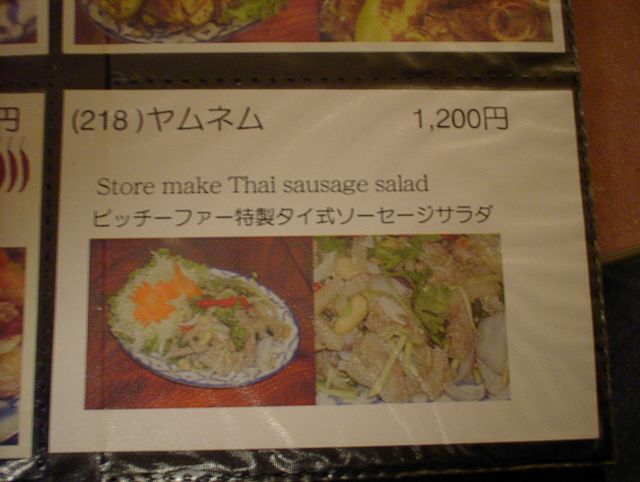 円
(218)ヤムネム 1,200円
Store make Thai sausage salad
ピッチーファー特製タイ式ソーセージサラダ